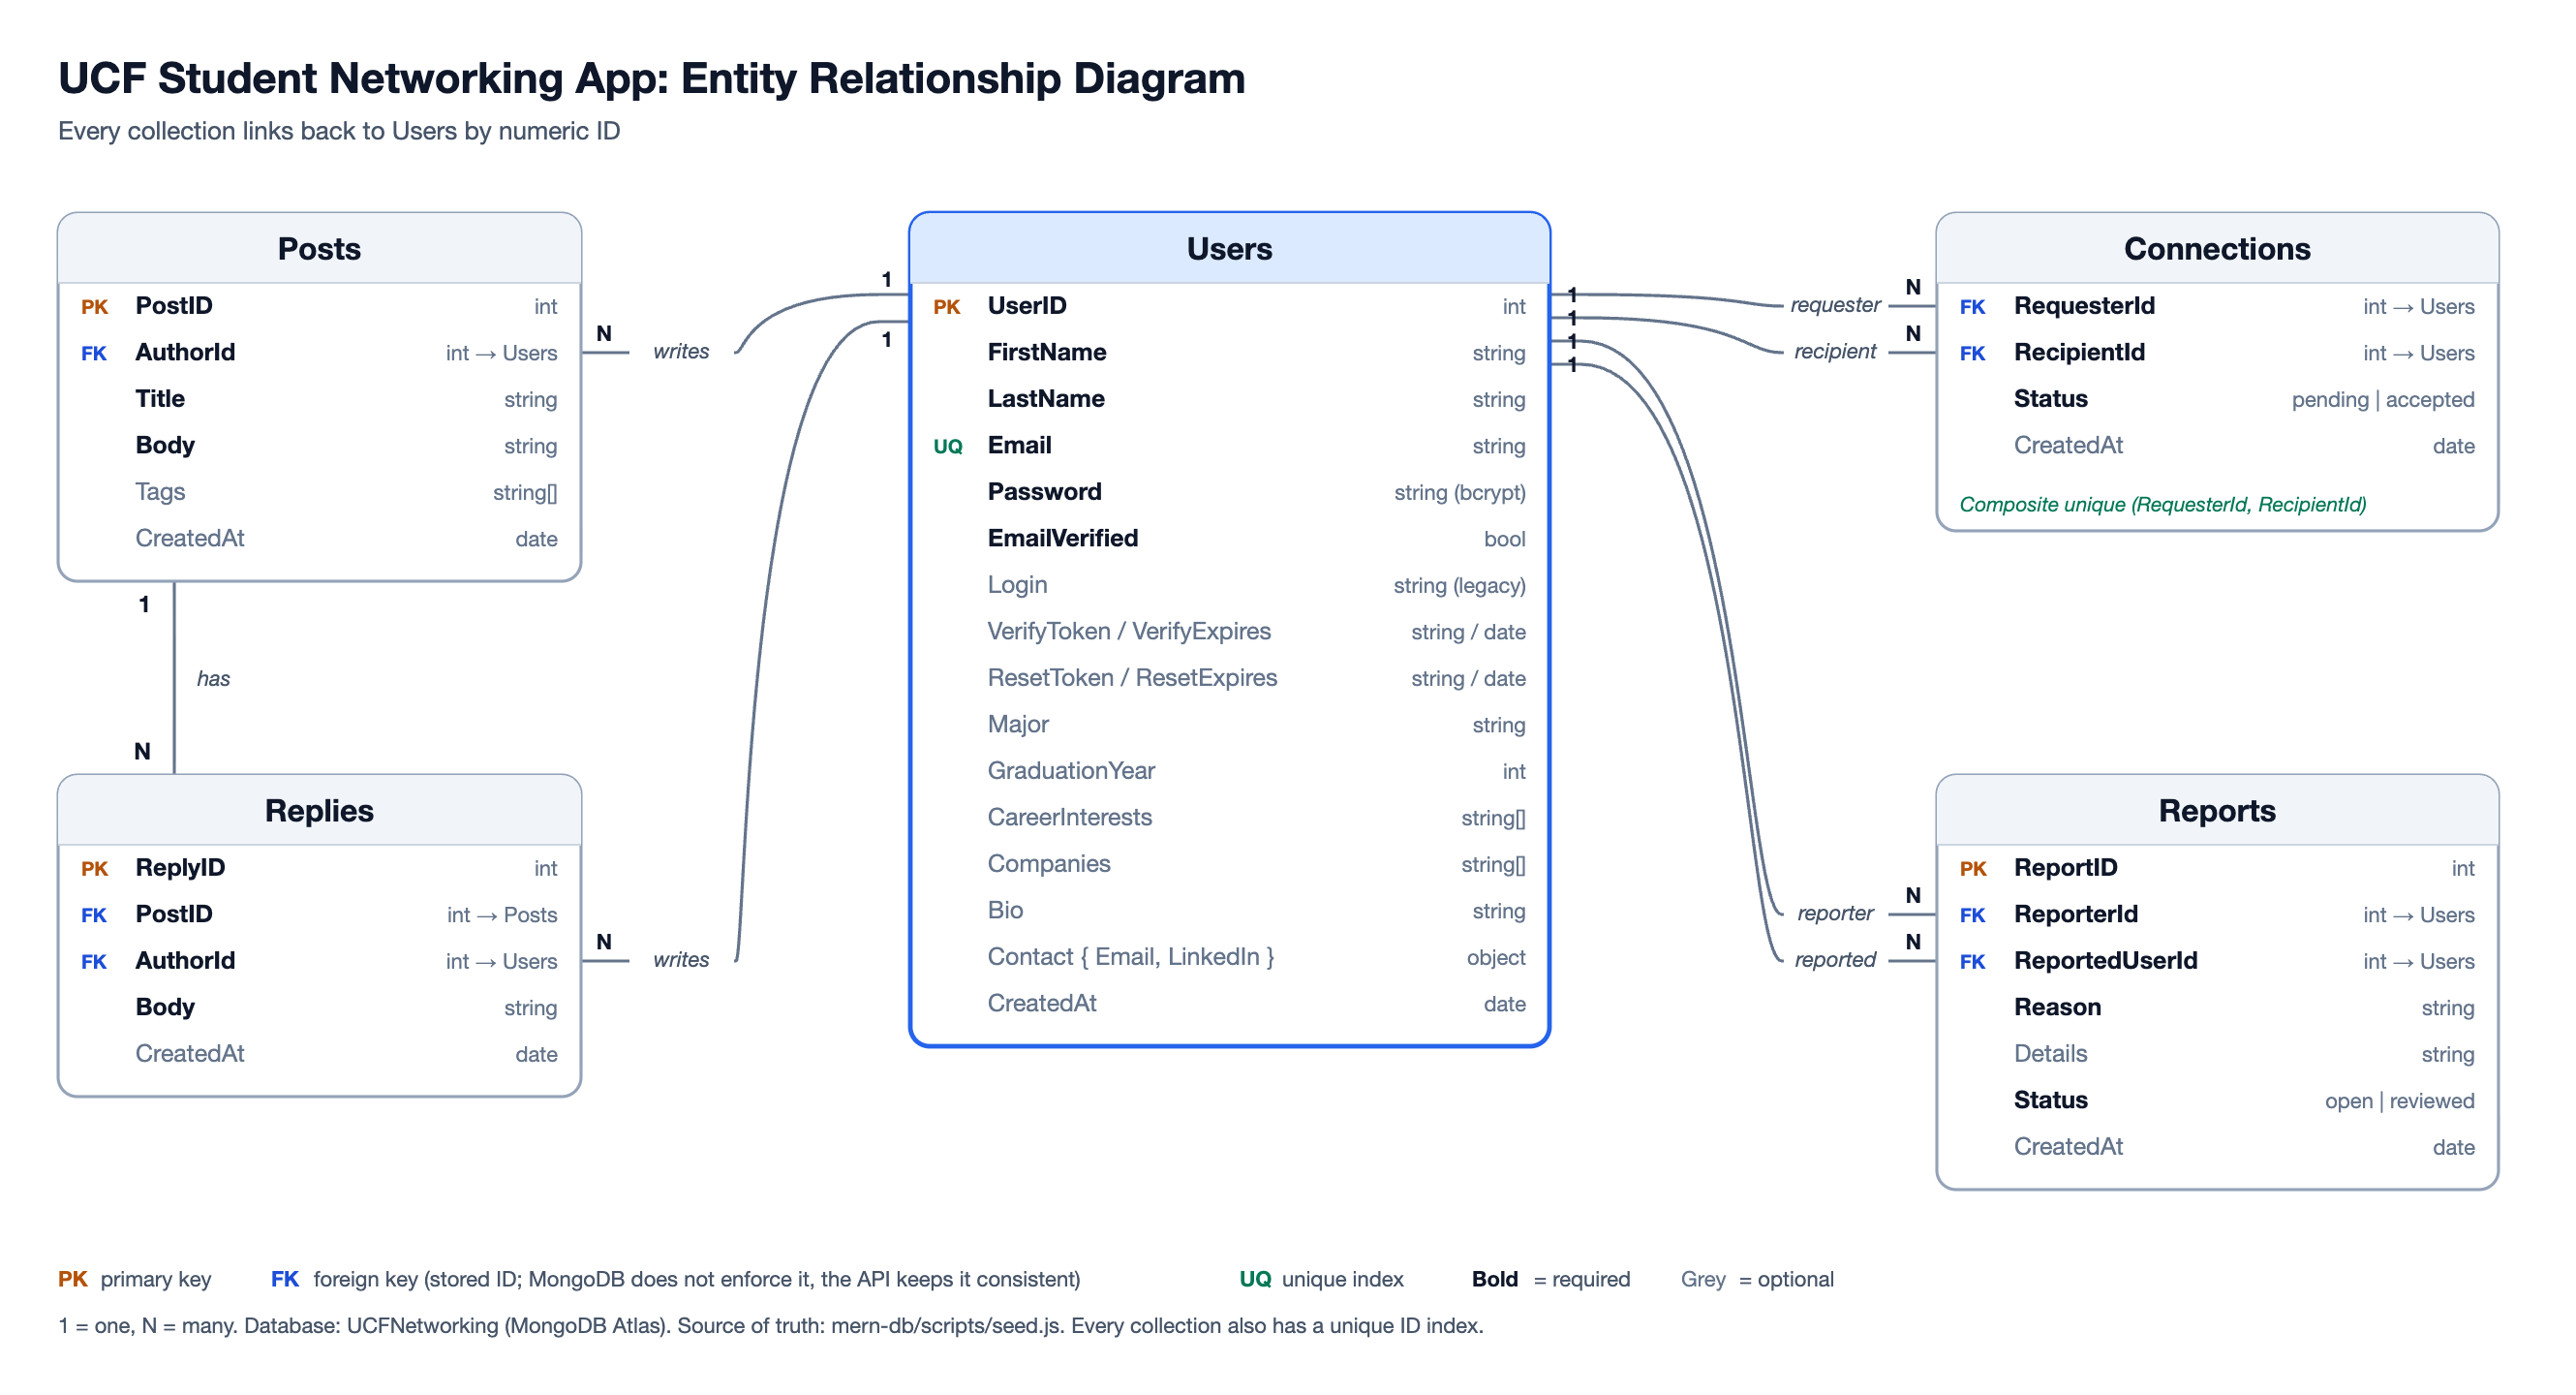 UCF Student Networking App: Entity Relationship Diagram
Every collection links back to Users by numeric ID
Posts
PK PostID int
FK AuthorId int → Users
Title string
Body string
Tags string[]
CreatedAt date
1
has
N
Replies
PK ReplyID int
FK PostID int → Posts
FK AuthorId int → Users
Body string
CreatedAt date
N writes 1
N writes 1
Users
PK UserID int
FirstName string
LastName string
UQ Email string
Password string (bcrypt)
EmailVerified bool
Login string (legacy)
VerifyToken / VerifyExpires string / date
ResetToken / ResetExpires string / date
Major string
GraduationYear int
CareerInterests string[]
Companies string[]
Bio string
Contact { Email, LinkedIn } object
CreatedAt date
1 requester N
1 recipient N
1 reporter N
1 reported N
Connections
FK RequesterId int → Users
FK RecipientId int → Users
Status pending | accepted
CreatedAt date
Composite unique (RequesterId, RecipientId)
Reports
PK ReportID int
FK ReporterId int → Users
FK ReportedUserId int → Users
Reason string
Details string
Status open | reviewed
CreatedAt date
PK primary key FK foreign key (stored ID; MongoDB does not enforce it, the API keeps it consistent) UQ unique index Bold = required Grey = optional
1 = one, N = many. Database: UCFNetworking (MongoDB Atlas). Source of truth: mern-db/scripts/seed.js. Every collection also has a unique ID index.